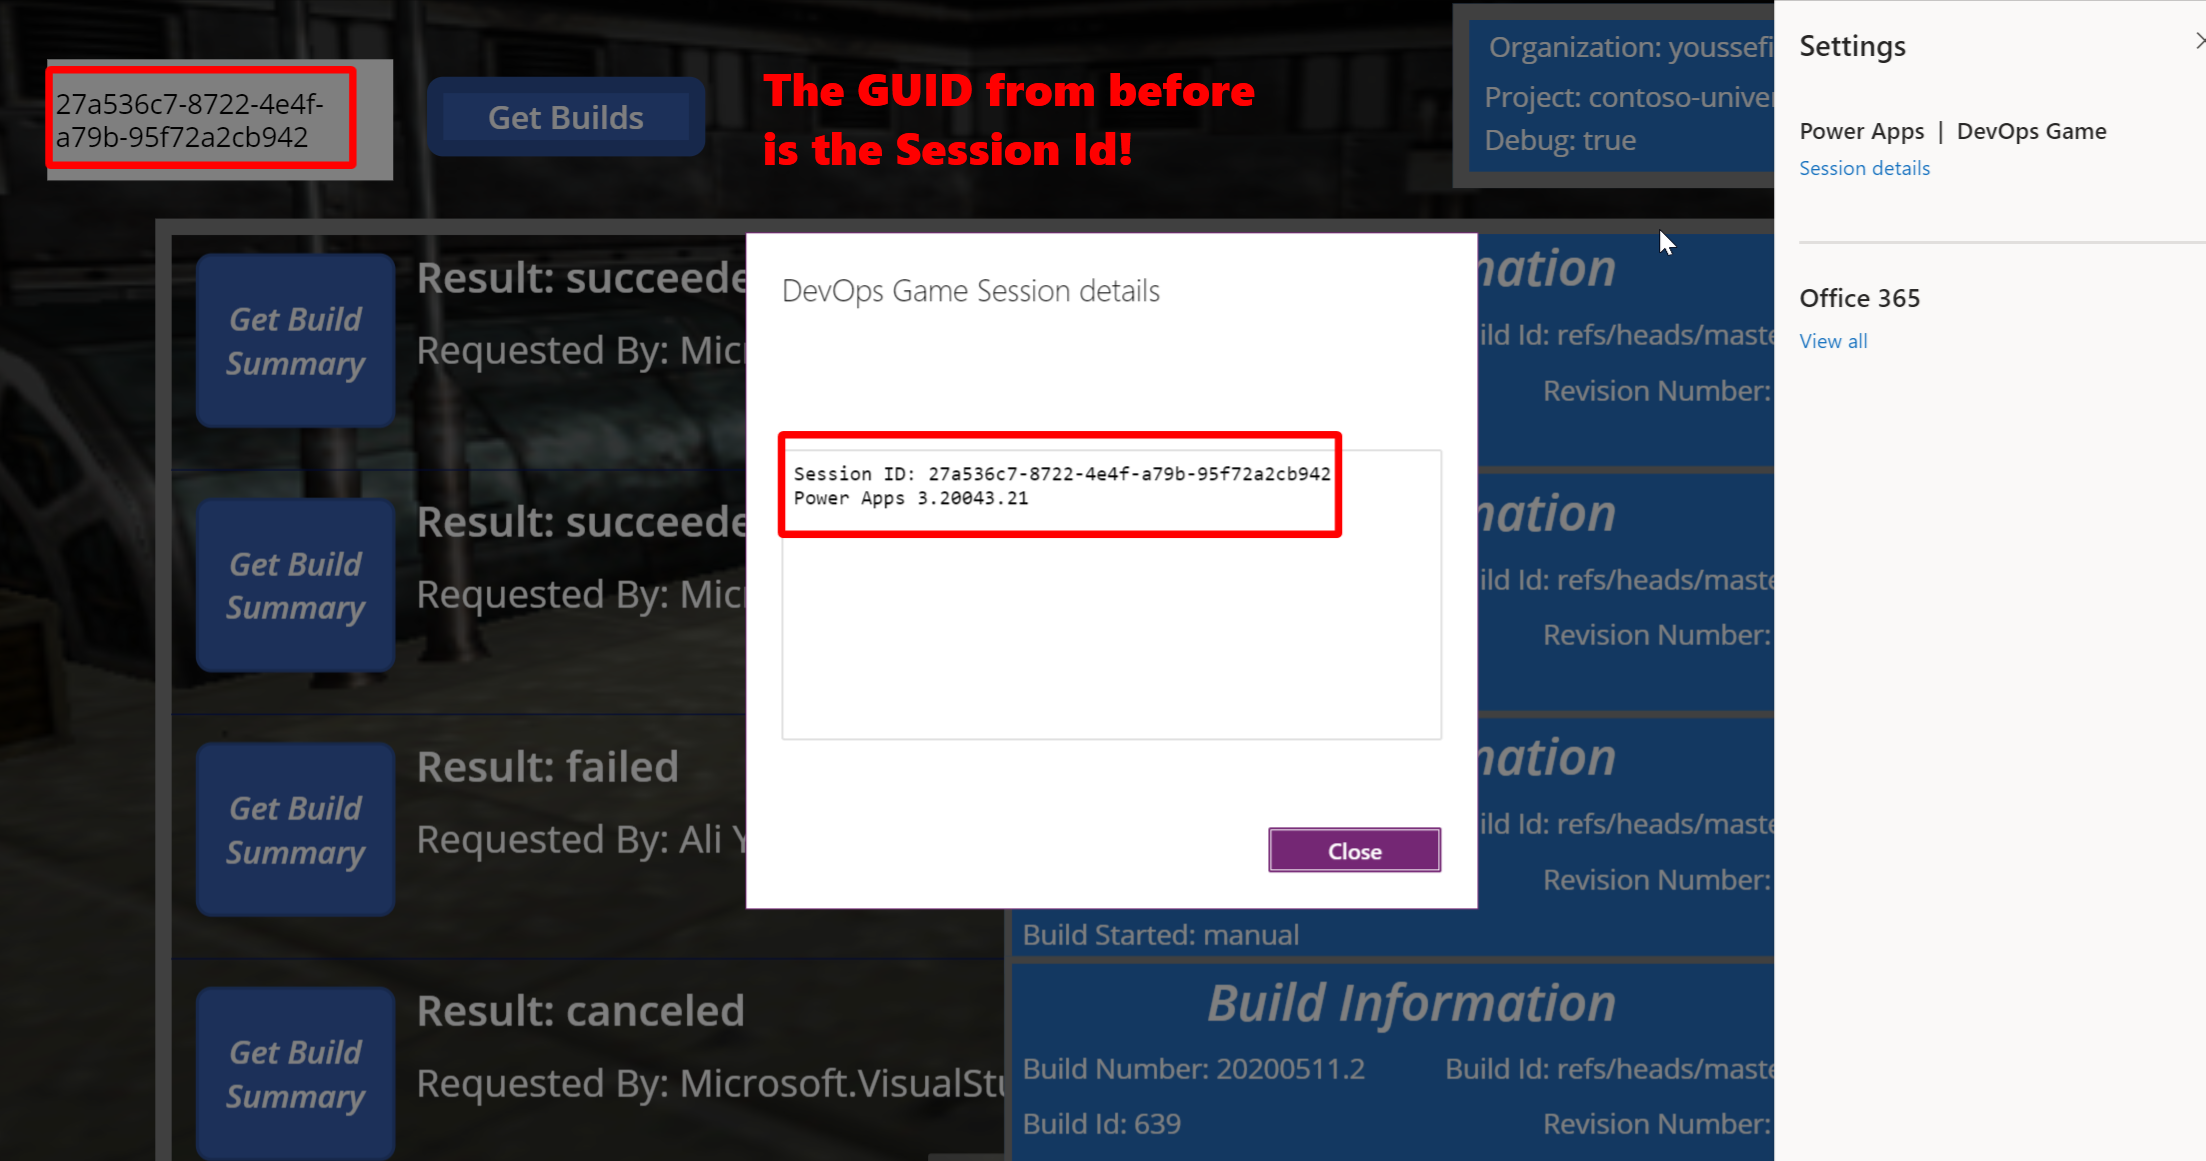 27a536c7-8722-4e4f-
a79b-95f72a2cb942
Get Builds
The GUID from before
is the Session Id!
Organization: youssefi
Project: contoso-univer
Debug: true
Settings
Power Apps | DevOps Game
Session details
Office 365
View all
DevOps Game Session details
Session ID: 27a536c7-8722-4e4f-a79b-95f72a2cb942
Power Apps 3.20043.21
Close
Get Build
Summary
Result: succeede
Requested By: Micr
mation
ild Id: refs/heads/maste
Revision Number:
Get Build
Summary
Result: succeede
Requested By: Micr
mation
ild Id: refs/heads/maste
Revision Number:
Get Build
Summary
Result: failed
Requested By: Ali Y
mation
ild Id: refs/heads/maste
Revision Number:
Build Started: manual
Get Build
Summary
Result: canceled
Requested By: Microsoft.VisualStu
Build Information
Build Number: 20200511.2
Build Id: refs/heads/maste
Build Id: 639
Revision Number: